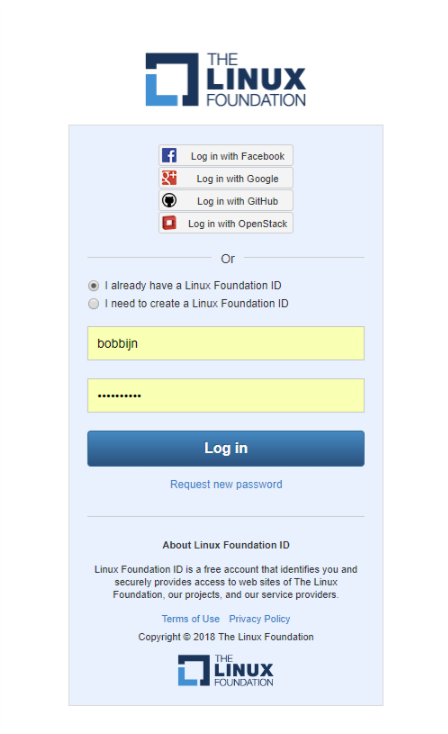 THE
LINUX
FOUNDATION
Log in with Facebook
Log in with Google
Log in with GitHub
Log in with OpenStack
Or
I already have a Linux Foundation ID
I need to create a Linux Foundation ID
bobbijn
••••••••••
Log in
Request new password
About Linux Foundation ID
Linux Foundation ID is a free account that identifies you and
securely provides access to web sites of The Linux
Foundation, our projects, and our service providers.
Terms of Use Privacy Policy
Copyright © 2018 The Linux Foundation
THE
LINUX
FOUNDATION